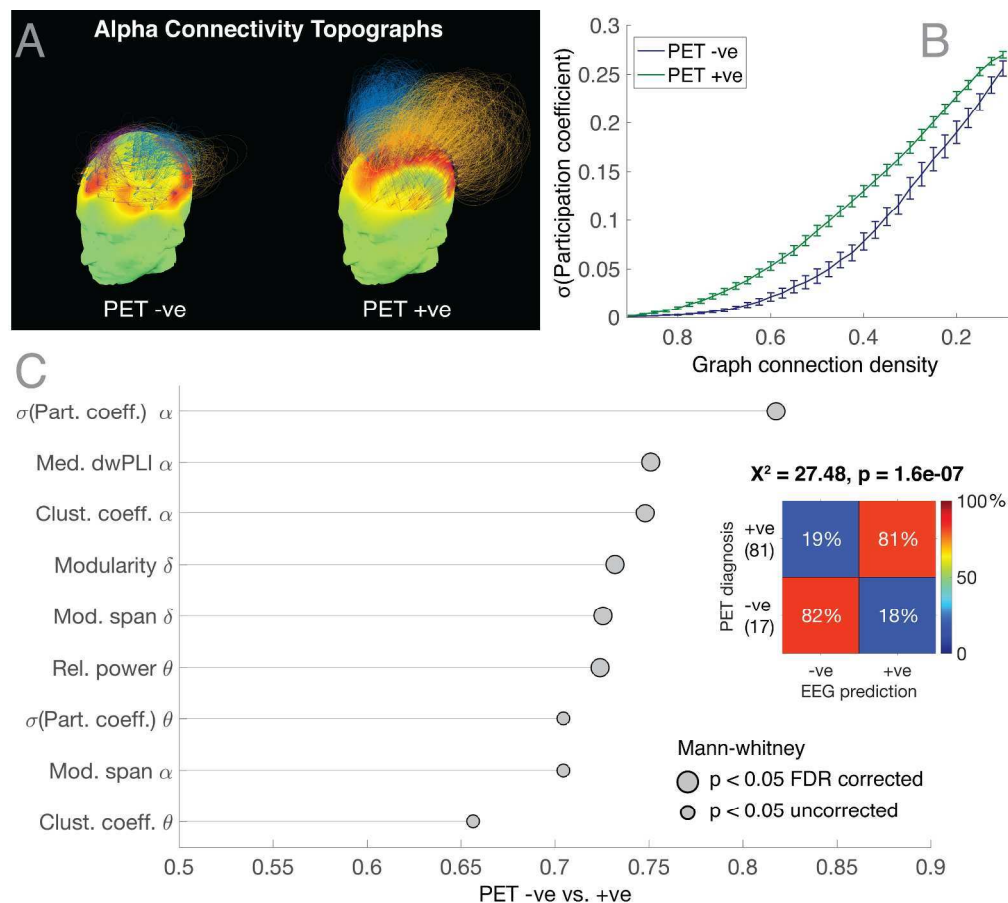 A
Alpha Connectivity Topographs
PET -ve
PET +ve
B
PET -ve
PET +ve
σ(Participation coefficient)
0.3
0.25
0.2
0.15
0.1
0.05
0
0.8
0.6
0.4
0.2
Graph connection density
C
σ(Part. coeff.) α
Med. dwPLI α
Clust. coeff. α
Modularity δ
Mod. span δ
Rel. power θ
σ(Part. coeff.) θ
Mod. span α
Clust. coeff. θ
0.5
0.55
0.6
0.65
0.7
0.75
0.8
0.85
0.9
PET -ve vs. +ve
X² = 27.48, p = 1.6e-07
PET diagnosis
+ve
(81)
-ve
(17)
19%
81%
82%
18%
100%
50
0
-ve
+ve
EEG prediction
Mann-whitney
p < 0.05 FDR corrected
p < 0.05 uncorrected